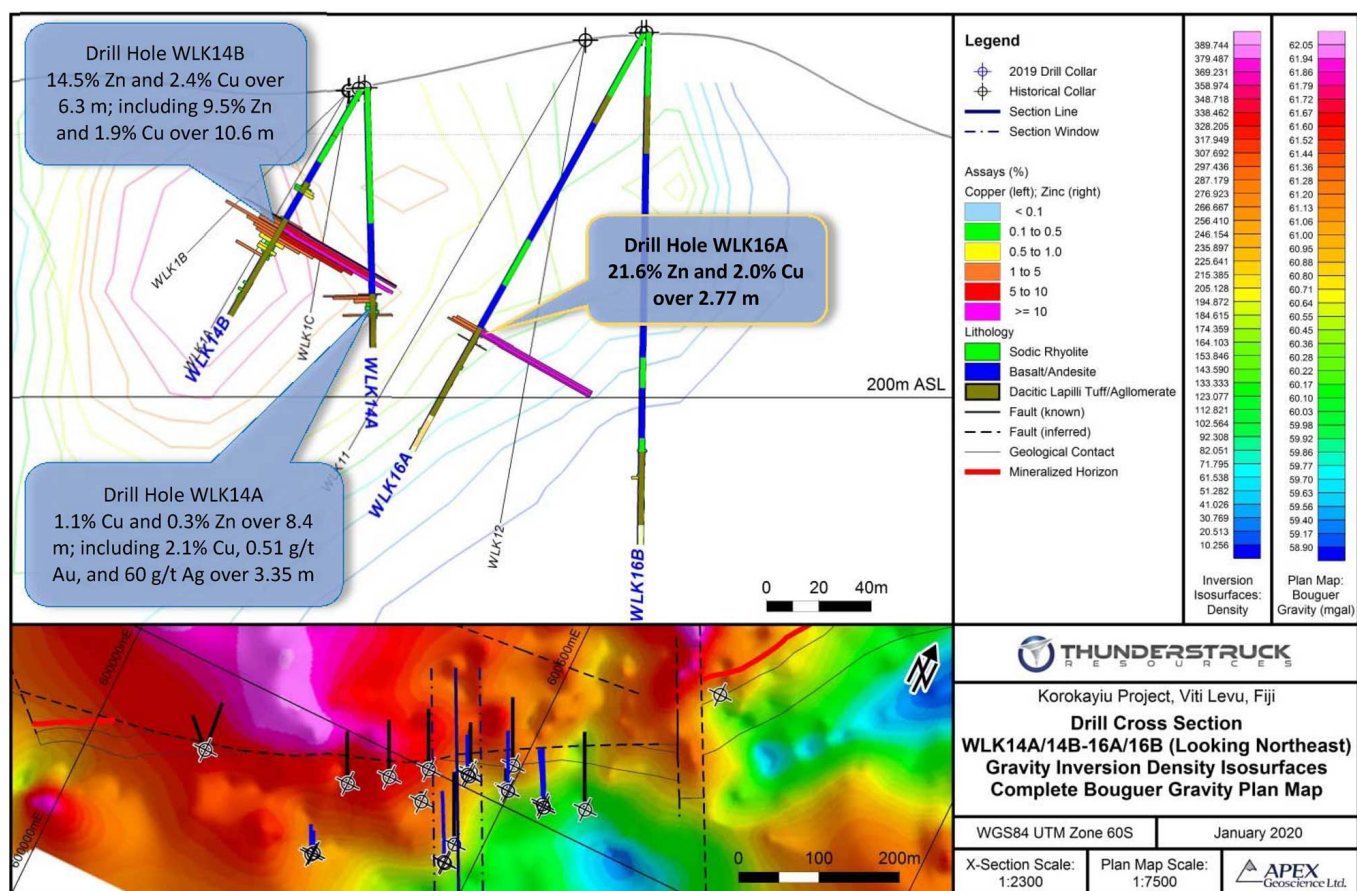 Drill Hole WLK14B
14.5% Zn and 2.4% Cu over
6.3 m; including 9.5% Zn
and 1.9% Cu over 10.6 m
Drill Hole WLK16A
21.6% Zn and 2.0% Cu
over 2.77 m
Drill Hole WLK14A
1.1% Cu and 0.3% Zn over 8.4
m; including 2.1% Cu, 0.51 g/t
Au, and 60 g/t Ag over 3.35 m
WLK1B
WLK1A
WLK14B
WLK1C
WLK14A
WLK11
WLK16A
WLK12
WLK16B
200m ASL
0 20 40m
Legend
2019 Drill Collar
Historical Collar
Section Line
Section Window
Assays (%)
Copper (left); Zinc (right)
< 0.1
0.1 to 0.5
0.5 to 1.0
1 to 5
5 to 10
>= 10
Lithology
Sodic Rhyolite
Basalt/Andesite
Dacitic Lapilli Tuff/Agllomerate
Fault (known)
Fault (inferred)
Geological Contact
Mineralized Horizon
389.744
379.487
369.231
358.974
348.718
338.462
328.205
317.949
307.692
297.436
287.179
276.923
266.667
256.410
246.154
235.897
225.641
215.385
205.128
194.872
184.615
174.359
164.103
153.846
143.590
133.333
123.077
112.821
102.564
92.308
82.051
71.795
61.538
51.282
41.026
30.769
20.513
10.256
Inversion
Isosurfaces:
Density
62.05
61.94
61.86
61.79
61.72
61.67
61.60
61.52
61.44
61.36
61.28
61.20
61.13
61.06
61.00
60.95
60.88
60.80
60.71
60.64
60.55
60.45
60.36
60.28
60.22
60.17
60.10
60.03
59.98
59.92
59.86
59.77
59.70
59.63
59.56
59.40
59.17
58.90
Plan Map:
Bouguer
Gravity (mgal)
600000mE
600600mE
600000mE
N
0 100 200m
THUNDERSTRUCK
RESOURCES
Korokayiu Project, Viti Levu, Fiji
Drill Cross Section
WLK14A/14B-16A/16B (Looking Northeast)
Gravity Inversion Density Isosurfaces
Complete Bouguer Gravity Plan Map
WGS84 UTM Zone 60S
January 2020
X-Section Scale:
1:2300
Plan Map Scale:
1:7500
APEX
Geoscience Ltd.